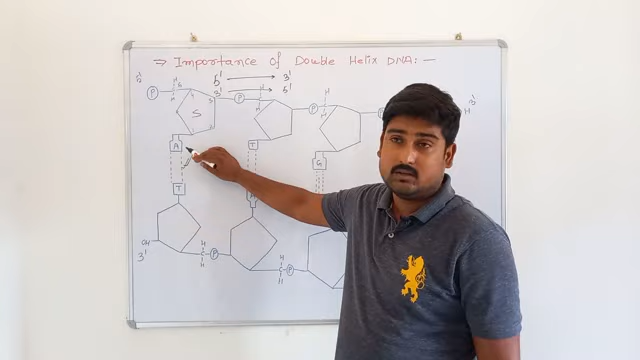 ⇒ Importance Of Double Helix DNA:—
5' 5' ⟶ 3'
3' ⟶ 5'
3'
P P P
H H
H H
S
A T G
T
OH
3'
H H
C P C P
H H